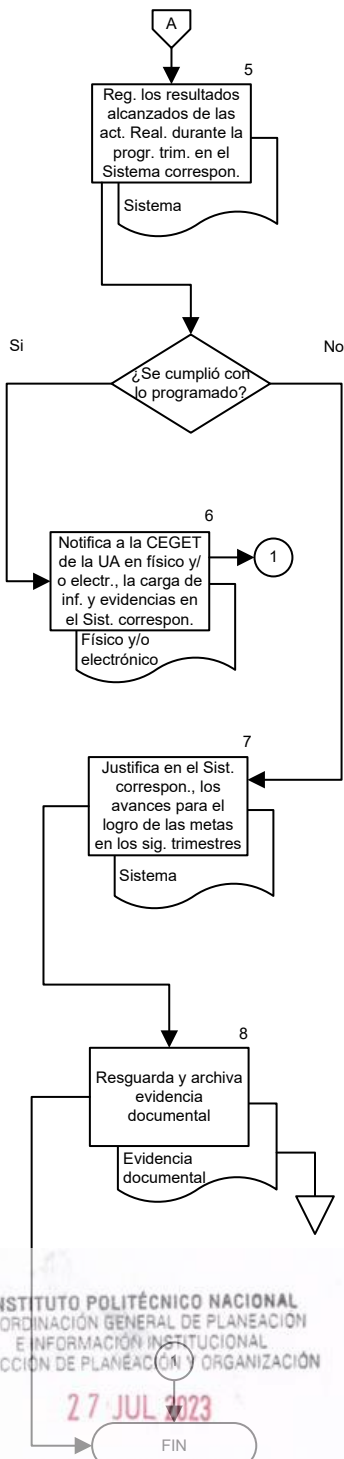 A
5
Reg. los resultados
alcanzados de las
act. Real. durante la
progr. trim. en el
Sistema correspon.
Sistema
Si
No
¿Se cumplió con
lo programado?
6
Notifica a la CEGET
de la UA en físico y/
o electr., la carga de
inf. y evidencias en
el Sist. correspon.
1
Físico y/o
electrónico
7
Justifica en el Sist.
correspon., los
avances para el
logro de las metas
en los sig. trimestres
Sistema
8
Resguarda y archiva
evidencia
documental
Evidencia
documental
NSTITUTO POLITÉCNICO NACIONAL
ORDINACIÓN GENERAL DE PLANEACIÓN
E INFORMACIÓN INSTITUCIONAL
CCIÓN DE PLANEACIÓN Y ORGANIZACIÓN
1
27 JUL 2023
FIN